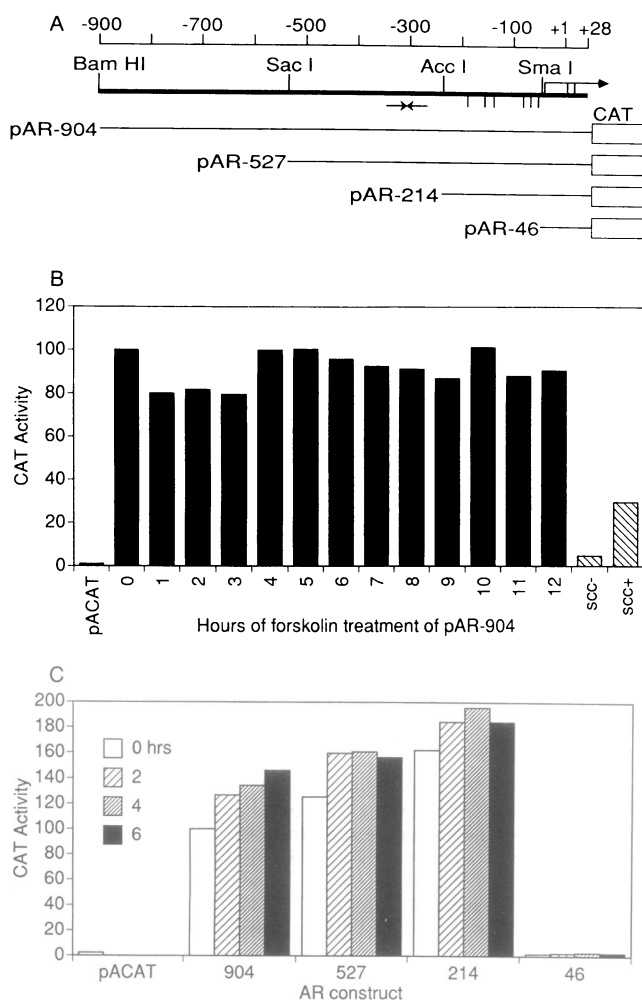 A
-900 -700 -500 -300 -100 +1 +28
Bam HI Sac I Acc I Sma I
CAT
pAR-904
pAR-527
pAR-214
pAR-46
B
120
100
80
60
40
20
0
CAT Activity
pACAT 0 1 2 3 4 5 6 7 8 9 10 11 12 scc- scc+
Hours of forskolin treatment of pAR-904
C
200
180
160
140
120
100
80
60
40
20
0
CAT Activity
0 hrs
2
4
6
pACAT 904 527 214 46
AR construct